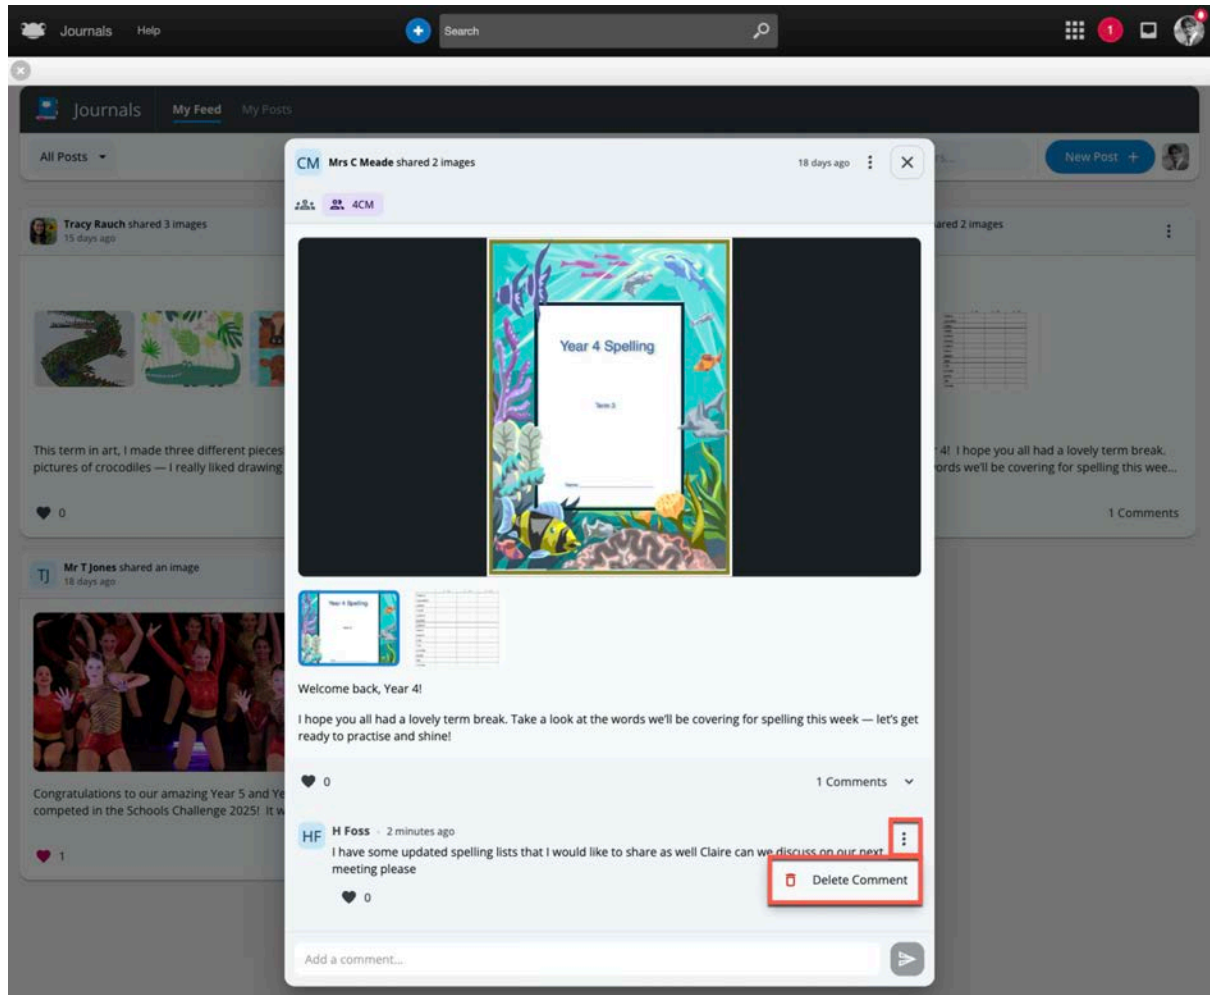 Journals Help Search 1
Journals My Feed My Posts
All Posts
New Post +
CM Mrs C Meade shared 2 images 18 days ago
4CM
Tracy Rauch shared 3 images
15 days ago
This term in art, I made three different pieces
pictures of crocodiles — I really liked drawing
0
TJ Mr T Jones shared an image
18 days ago
Congratulations to our amazing Year 5 and Ye
competed in the Schools Challenge 2025! It w
1
Year 4 Spelling
Term 3
Name:
Year 4 Spelling
Welcome back, Year 4!
I hope you all had a lovely term break. Take a look at the words we'll be covering for spelling this week — let's get
ready to practise and shine!
0 1 Comments
HF H Foss · 2 minutes ago
I have some updated spelling lists that I would like to share as well Claire can we discuss on our next
meeting please
Delete Comment
0
Add a comment...
ared 2 images
4! I hope you all had a lovely term break.
ords we'll be covering for spelling this wee...
1 Comments